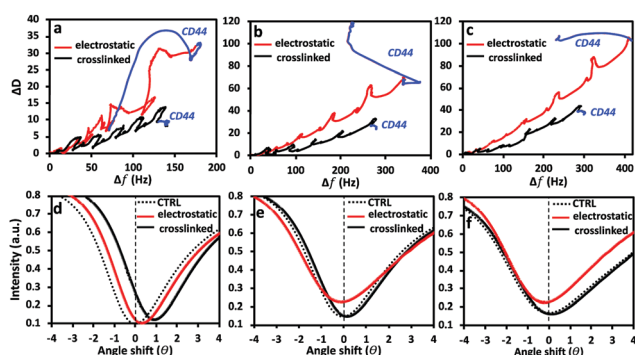 a
CD44
electrostatic
crosslinked
CD44
ΔD
35
30
25
20
15
10
5
0
0 50 100 150 200
Δf (Hz)
b
CD44
electrostatic
crosslinked
CD44
120
100
80
60
40
20
0
0 100 200 300 400
Δf (Hz)
c
CD44
electrostatic
crosslinked
CD44
120
100
80
60
40
20
0
0 100 200 300 400
Δf (Hz)
d
CTRL
electrostatic
crosslinked
Intensity (a.u.)
0.8
0.7
0.6
0.5
0.4
0.3
0.2
0.1
-4 -3 -2 -1 0 1 2 3 4
Angle shift (θ)
e
CTRL
electrostatic
crosslinked
0.8
0.7
0.6
0.5
0.4
0.3
0.2
0.1
-4 -3 -2 -1 0 1 2 3 4
Angle shift (θ)
f
CTRL
electrostatic
crosslinked
0.8
0.7
0.6
0.5
0.4
0.3
0.2
0.1
-4 -3 -2 -1 0 1 2 3 4
Angle shift (θ)